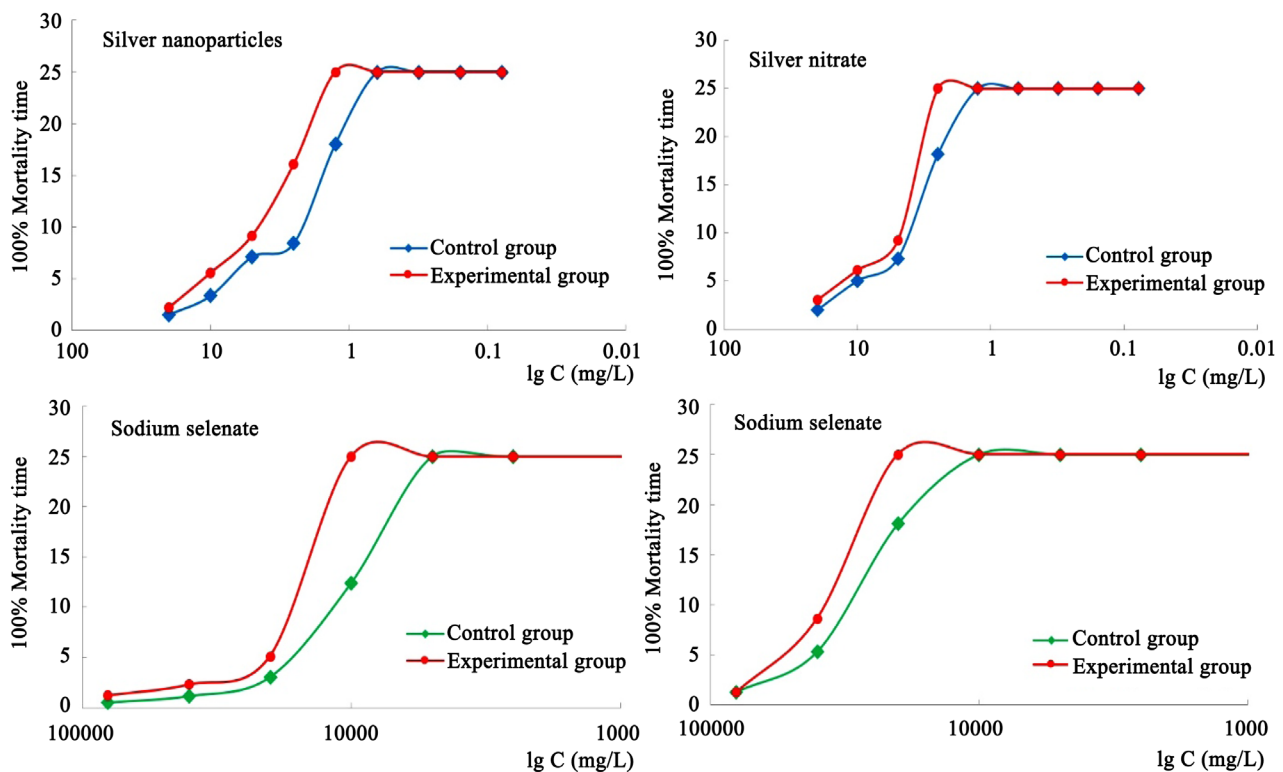 Silver nanoparticles
100% Mortality time
30
25
20
15
10
5
0
100
10
1
0.1
0.01
lg C (mg/L)
Control group
Experimental group
Silver nitrate
100% Mortality time
30
25
20
15
10
5
0
100
10
1
0.1
0.01
lg C (mg/L)
Control group
Experimental group
Sodium selenate
100% Mortality time
30
25
20
15
10
5
0
100000
10000
1000
lg C (mg/L)
Control group
Experimental group
Sodium selenate
100% Mortality time
30
25
20
15
10
5
0
100000
10000
1000
lg C (mg/L)
Control group
Experimental group